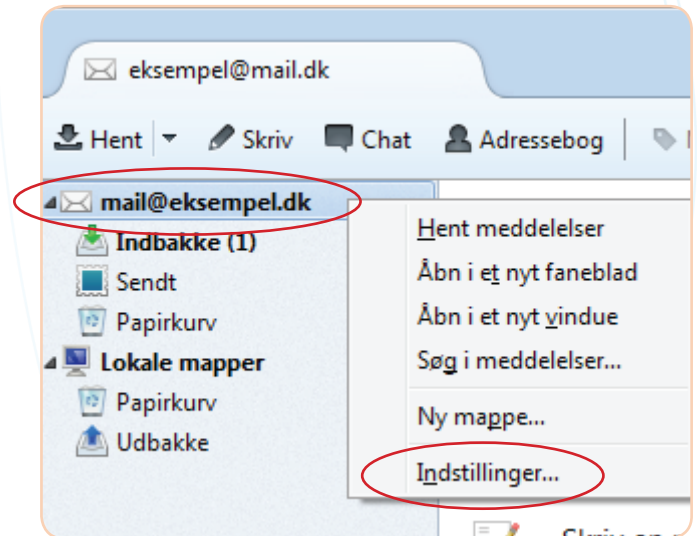 eksempel@mail.dk
Hent Skriv Chat Adressebog
mail@eksempel.dk
Indbakke (1)
Sendt
Papirkurv
Lokale mapper
Papirkurv
Udbakke
Hent meddelelser
Åbn i et nyt faneblad
Åbn i et nyt vindue
Søg i meddelelser...
Ny mappe...
Indstillinger...